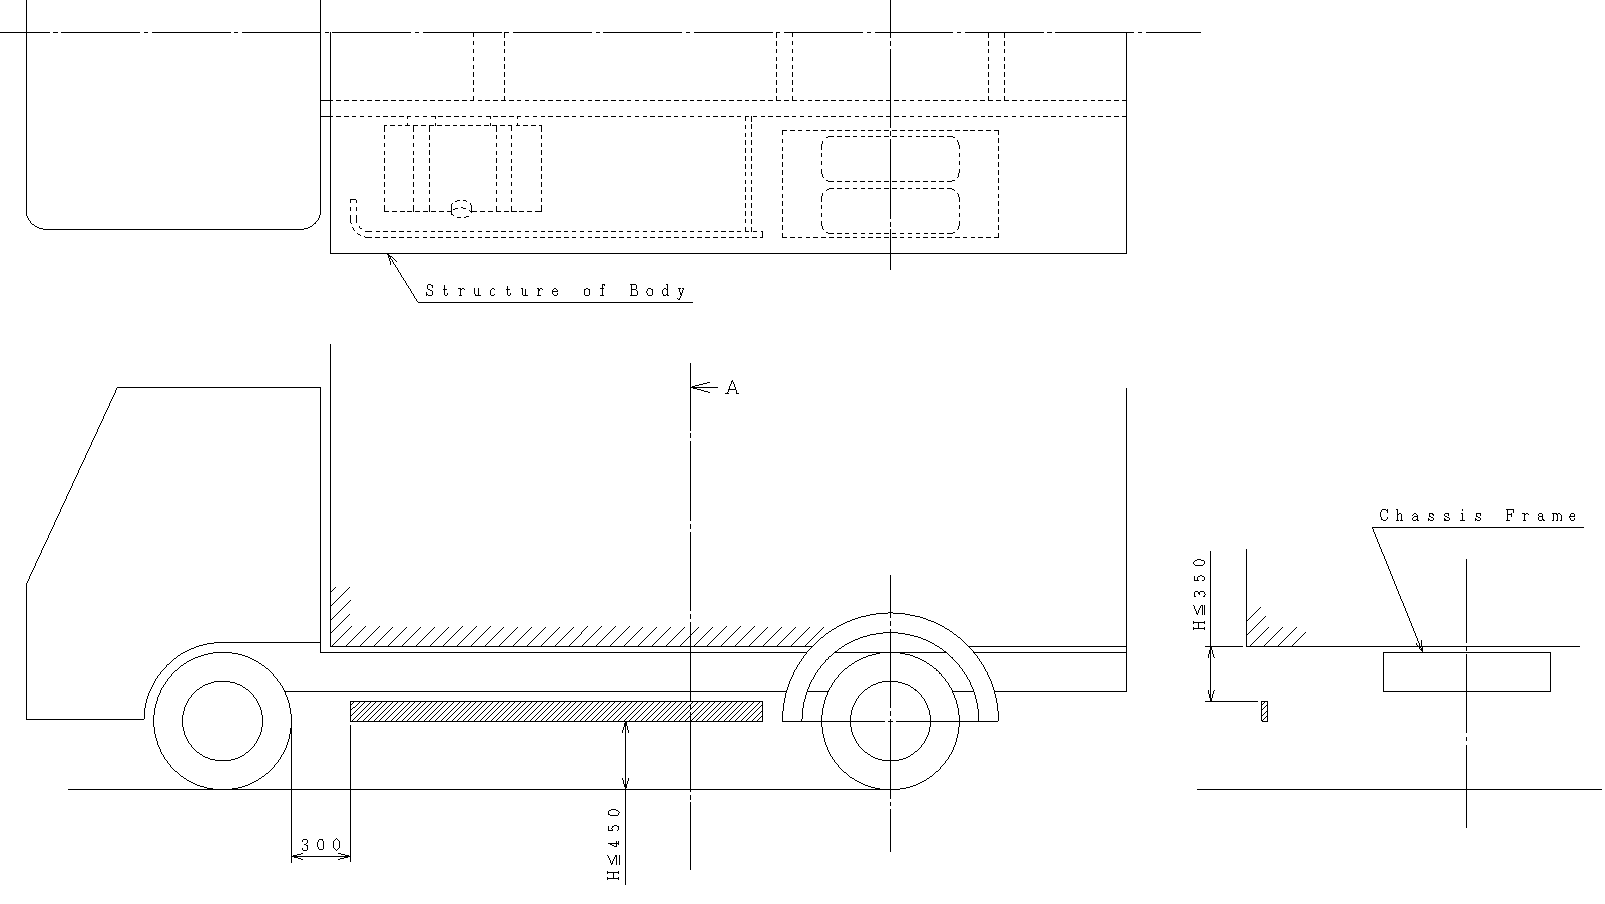 Structure of Body
A
Chassis Frame
H≦350
300
H≦450